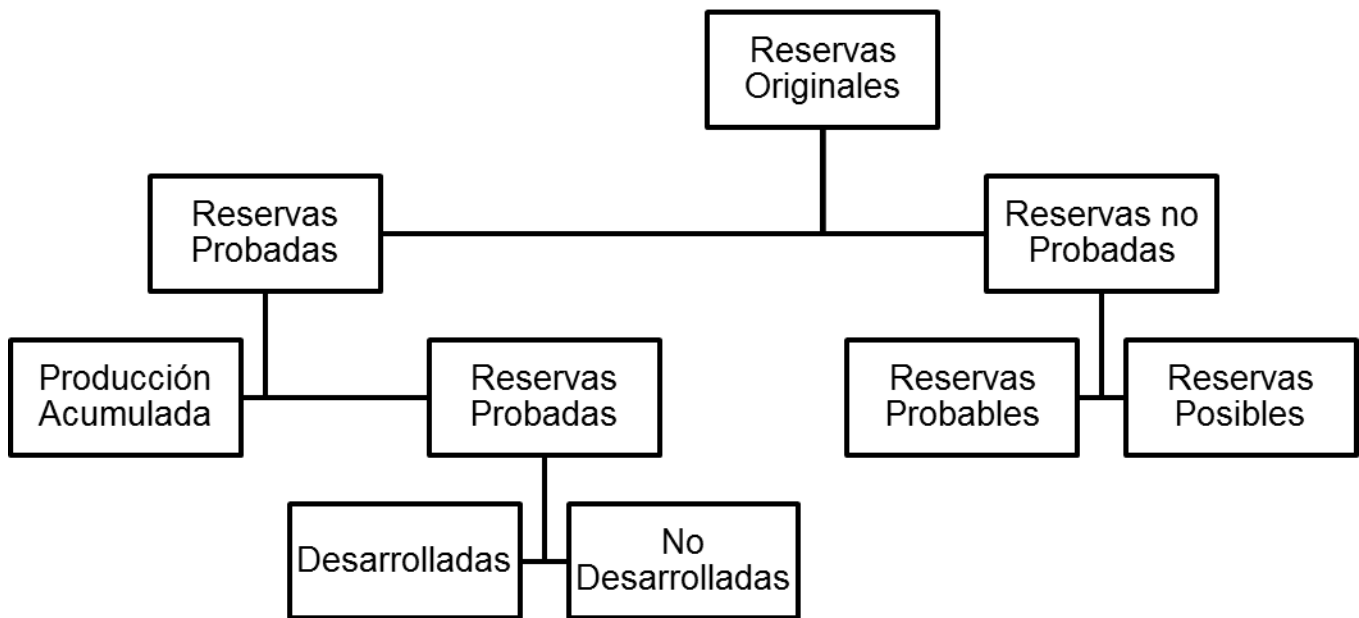 Reservas
Originales
Reservas
Probadas
Reservas no
Probadas
Producción
Acumulada
Reservas
Probadas
Reservas
Probables
Reservas
Posibles
Desarrolladas
No
Desarrolladas